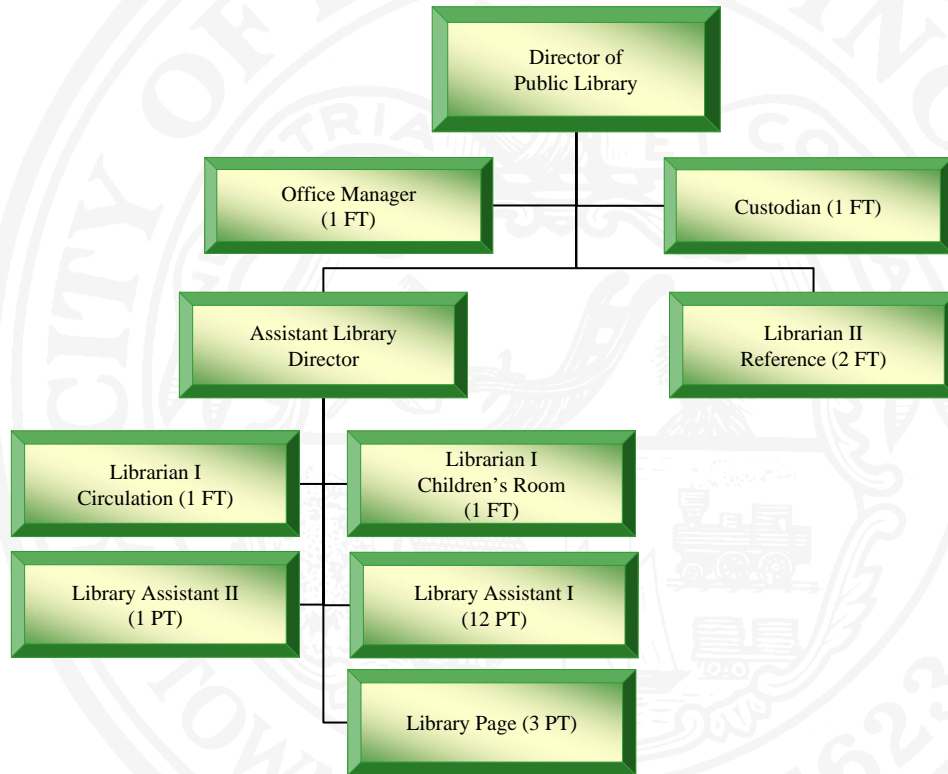 Director of
Public Library
Office Manager
(1 FT)
Custodian (1 FT)
Assistant Library
Director
Librarian II
Reference (2 FT)
Librarian I
Circulation (1 FT)
Librarian I
Children's Room
(1 FT)
Library Assistant II
(1 PT)
Library Assistant I
(12 PT)
Library Page (3 PT)
CITY OF